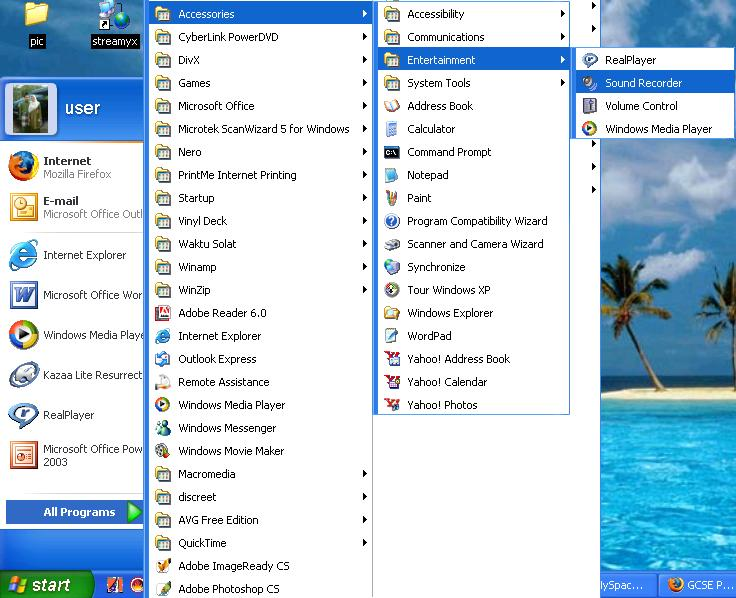 pic
streamyx
user
Internet
Mozilla Firefox
E-mail
Microsoft Office
Internet Explorer
Microsoft Office
Windows Media
Kazaa Lite
RealPlayer
Microsoft Office
2003
All Programs
start
Accessories
CyberLink PowerDVD
DivX
Games
Microsoft Office
Microtek ScanWizard 5 for Windows
Nero
PrintMe Internet Printing
Startup
Vinyl Deck
Waktu Solat
Winamp
WinZip
Adobe Reader 6.0
Internet Explorer
Outlook Express
Remote Assistance
Windows Media Player
Windows Messenger
Windows Movie Maker
Macromedia
discreet
AVG Free Edition
QuickTime
Adobe ImageReady CS
Adobe Photoshop CS
Accessibility
Communications
Entertainment
System Tools
Address Book
Calculator
Command Prompt
Notepad
Paint
Program Compatibility Wizard
Scanner and Camera Wizard
Synchronize
Tour Windows XP
Windows Explorer
WordPad
Yahoo! Address Book
Yahoo! Calendar
Yahoo! Photos
RealPlayer
Sound Recorder
Volume Control
Windows Media Player
GCSE P...